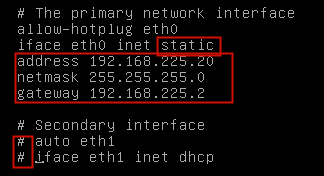 # The primary network interface
allow-hotplug eth0
iface eth0 inet static
address 192.168.225.20
netmask 255.255.255.0
gateway 192.168.225.2
# Secondary interface
# auto eth1
# iface eth1 inet dhcp